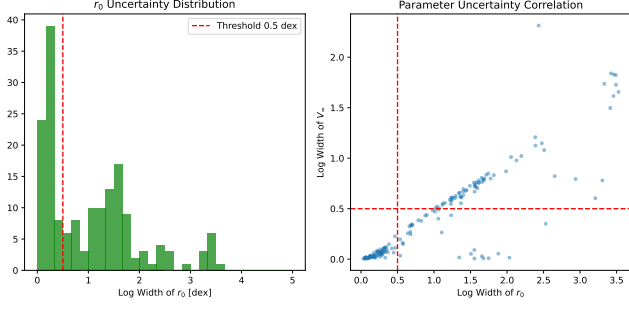 r₀ Uncertainty Distribution
Threshold 0.5 dex
40
35
30
25
20
15
10
5
0
0 1 2 3 4 5
Log Width of r₀ [dex]
Parameter Uncertainty Correlation
Log Width of V∞
2.0
1.5
1.0
0.5
0.0
0.0 0.5 1.0 1.5 2.0 2.5 3.0 3.5
Log Width of r₀